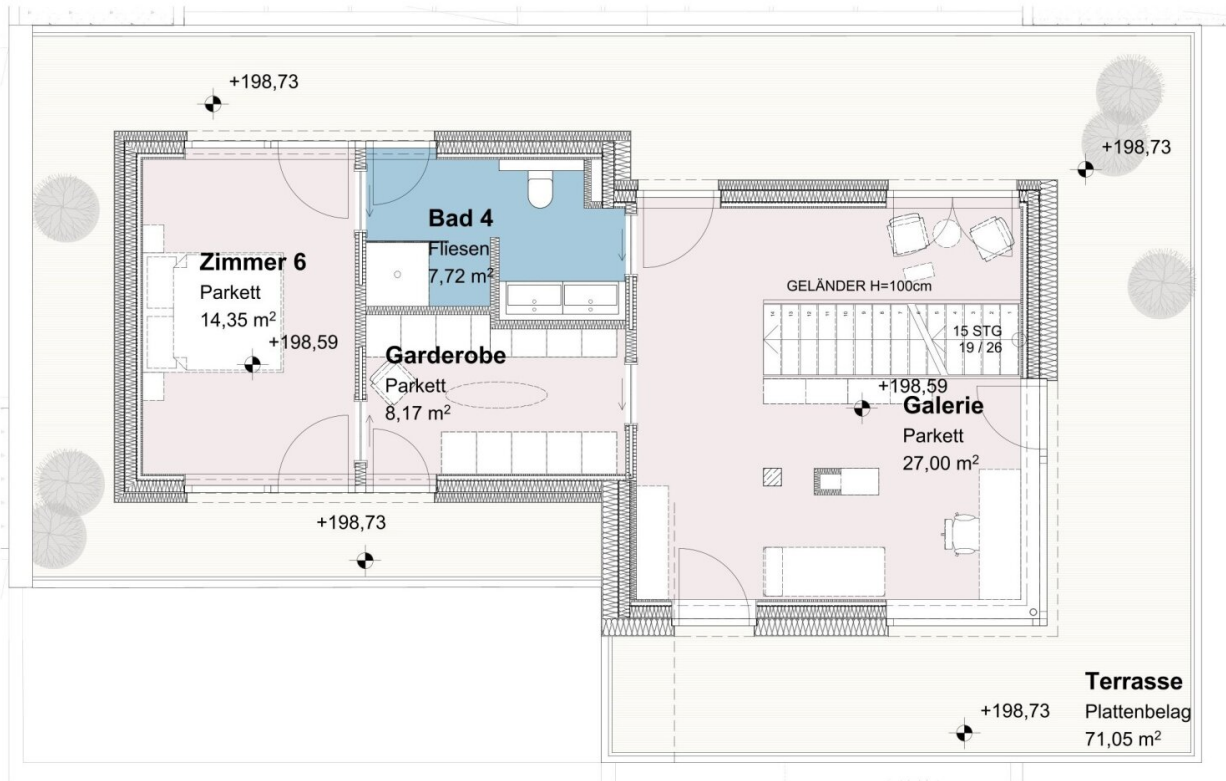 +198,73
+198,73
Bad 4
Fliesen
7,72 m²
Zimmer 6
Parkett
14,35 m²
+198,59
GELÄNDER H=100cm
15 STG
19 / 26
Garderobe
Parkett
8,17 m²
+198,59
Galerie
Parkett
27,00 m²
+198,73
Terrasse
Plattenbelag
71,05 m²
+198,73